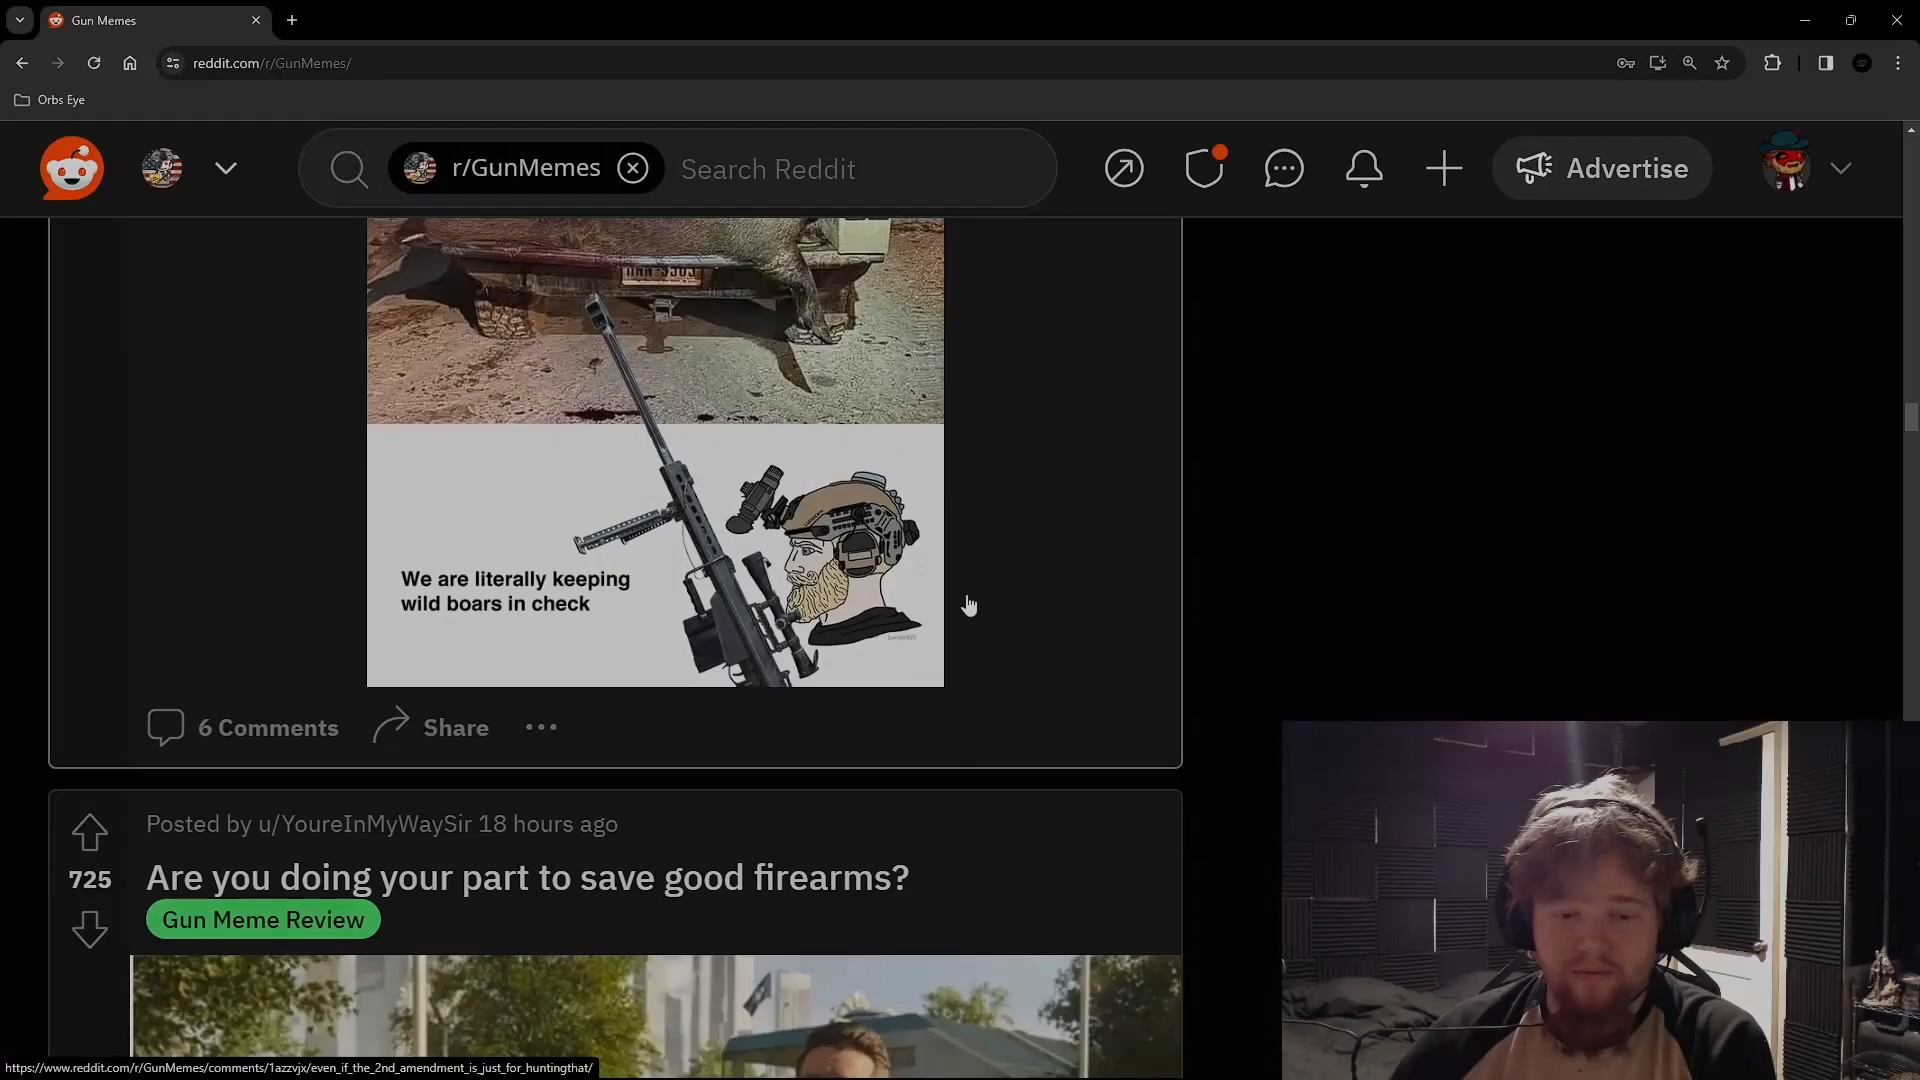 Gun Memes
reddit.com/r/GunMemes/
Orbs Eye
r/GunMemes
Search Reddit
Advertise
We are literally keeping
wild boars in check
6 Comments
Share
Posted by u/YoureInMyWaySir 18 hours ago
725
Are you doing your part to save good firearms?
Gun Meme Review
https://www.reddit.com/r/GunMemes/comments/1azzvjx/even_if_the_2nd_amendment_is_just_for_huntingthat/